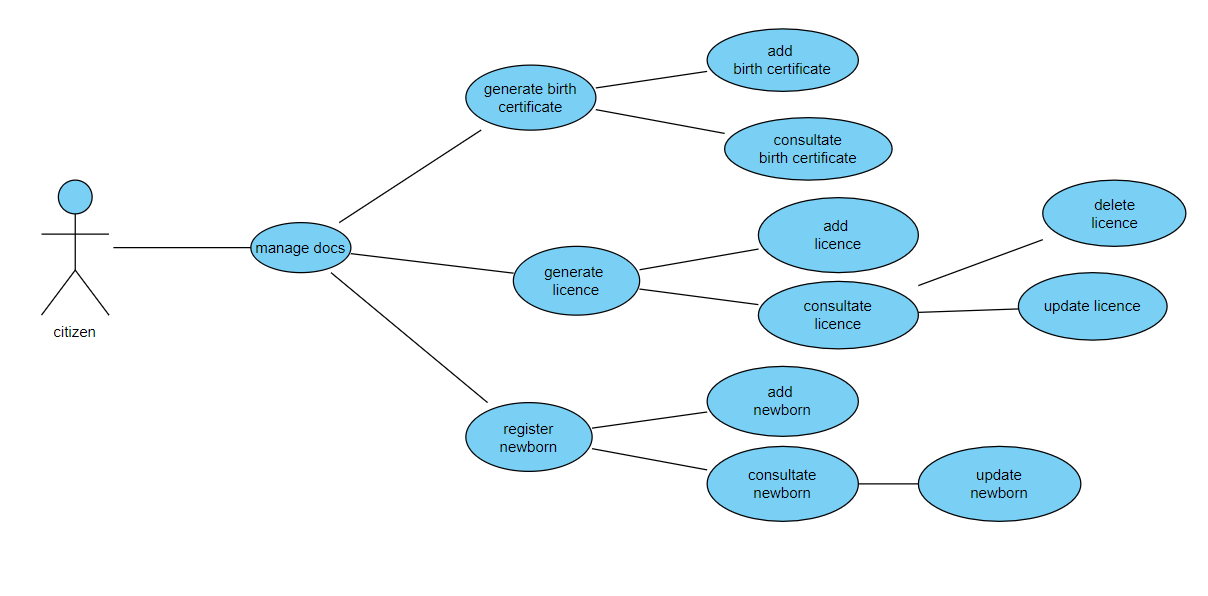 add
birth certificate
generate birth
certificate
consultate
birth certificate
delete
licence
add
licence
manage docs
generate
licence
consultate
licence
update licence
citizen
add
newborn
register
newborn
consultate
newborn
update
newborn